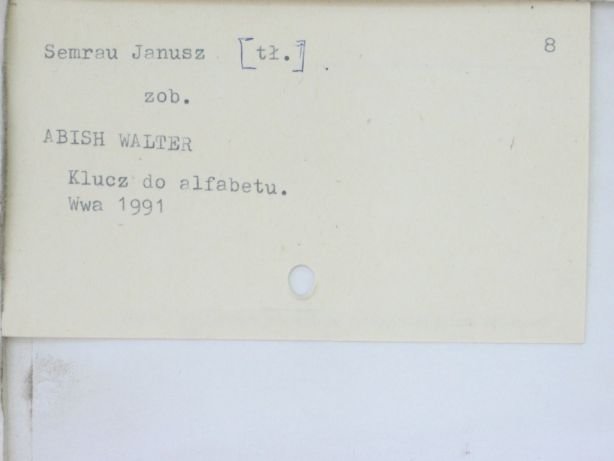 Semrau Janusz [tł.] . 8
zob.
ABISH WALTER
Klucz do alfabetu.
Wwa 1991